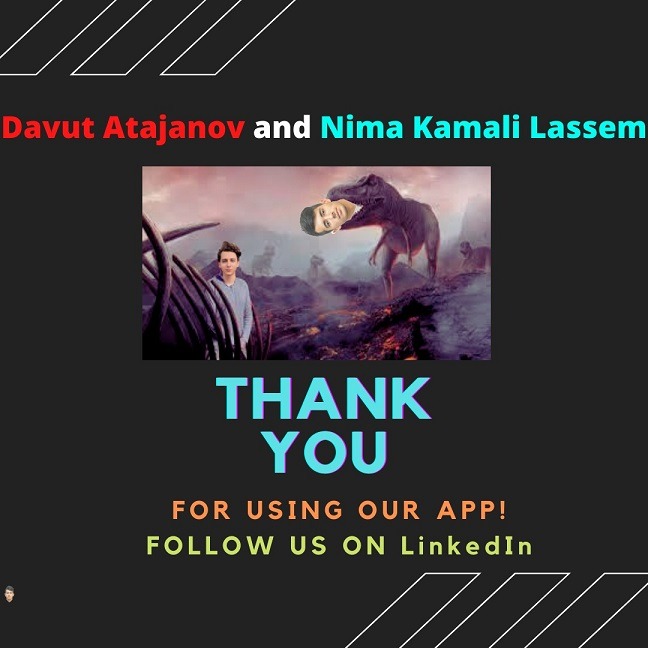 Davut Atajanov and Nima Kamali Lassem
THANK
YOU
FOR USING OUR APP!
FOLLOW US ON LinkedIn